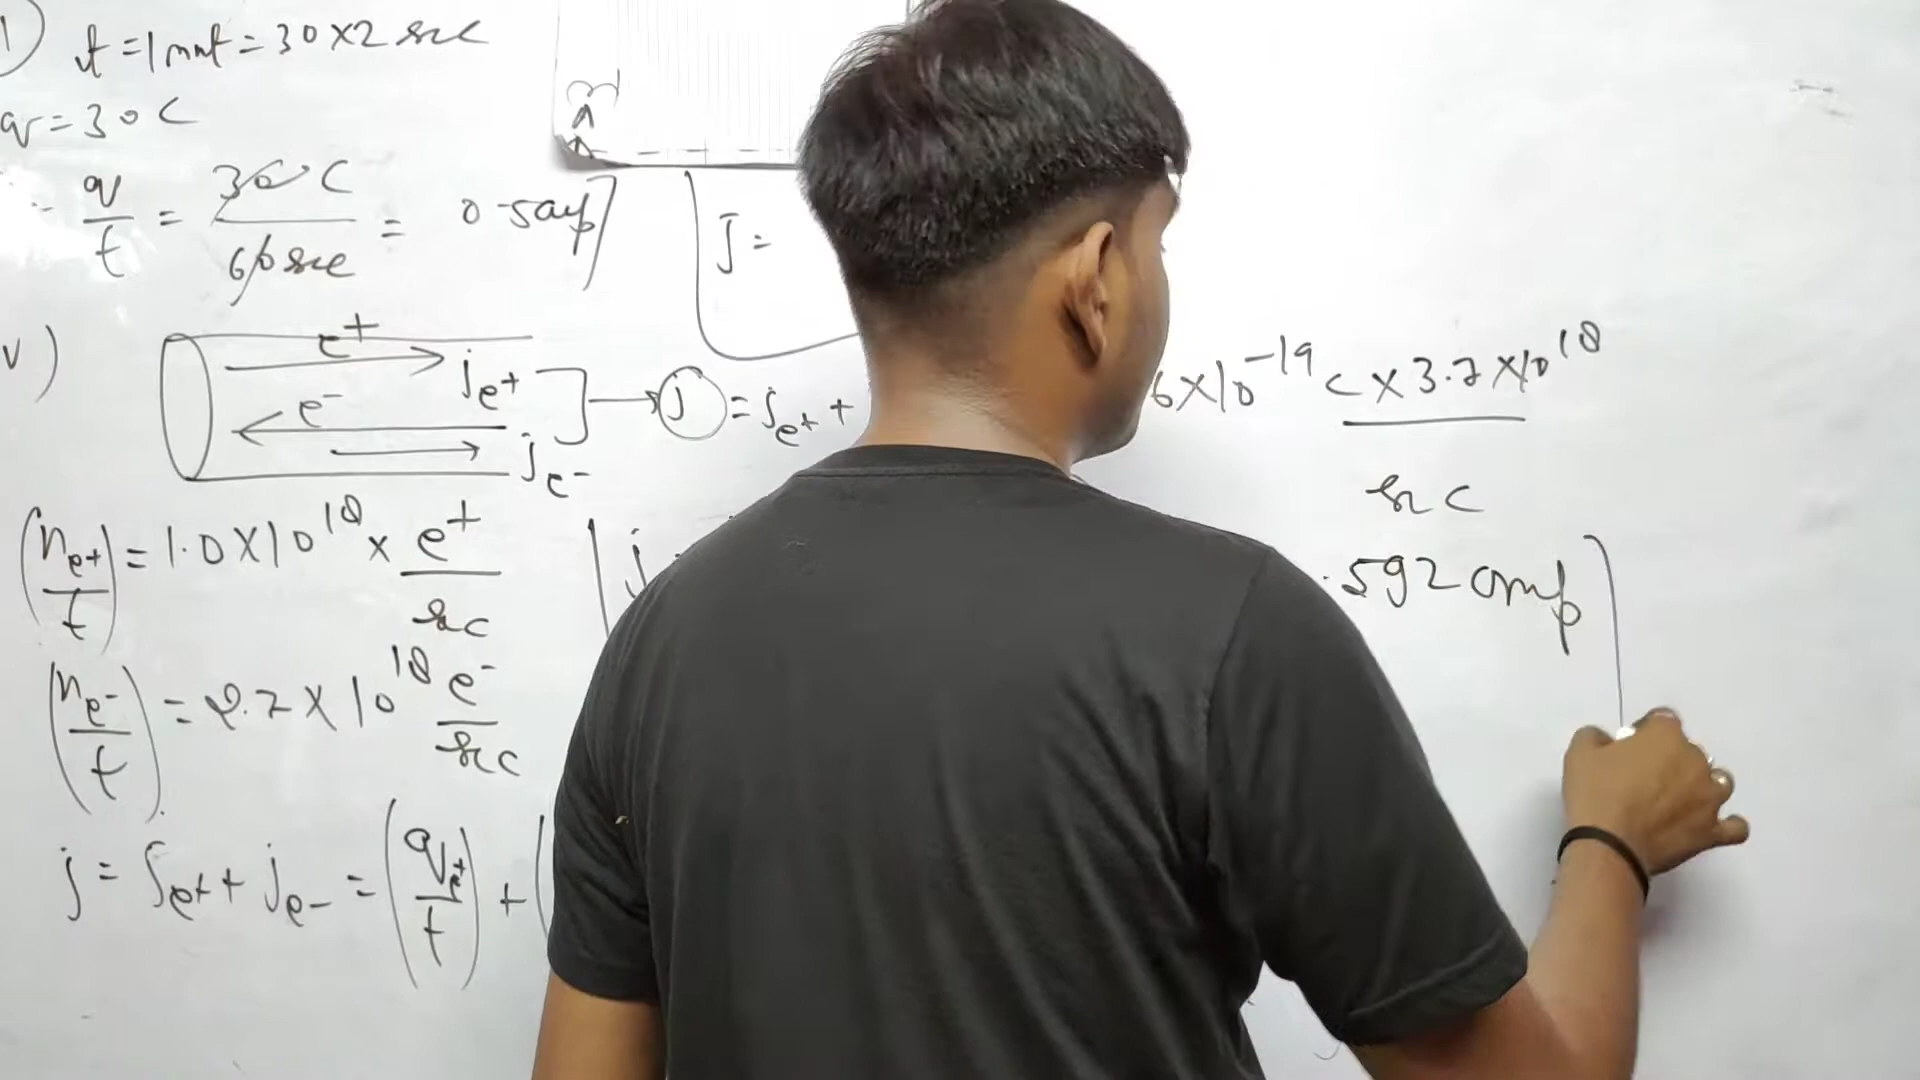 1) t = 1 mnt = 30 X 2 sec
q = 30 C
q/t = 30 C / 60 sec = 0.5 amp
J =
v)
e+
e-
je+
je-
j = je+ +
6 X 10^-19 C X 3.7 X 10^18 / sec
(ne+/t) = 1.0 X 10^18 x e+/sec
j
.592 amp
(ne-/t) = 2.7 X 10^18 e-/sec
j = je+ + je- = (qe+/t) + (